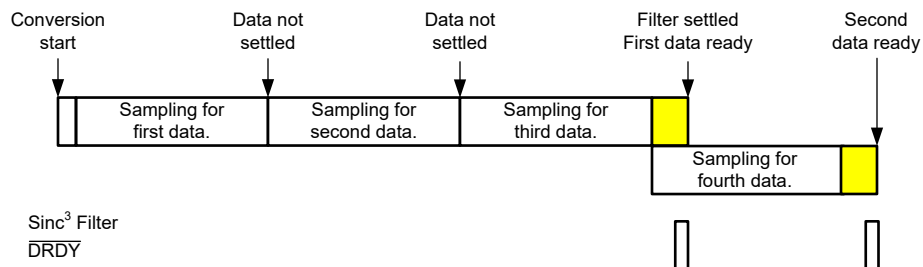 Conversion
start
Data not
settled
Data not
settled
Filter settled
First data ready
Second
data ready
Sampling for
first data.
Sampling for
second data.
Sampling for
third data.
Sampling for
fourth data.
Sinc³ Filter
DRDY